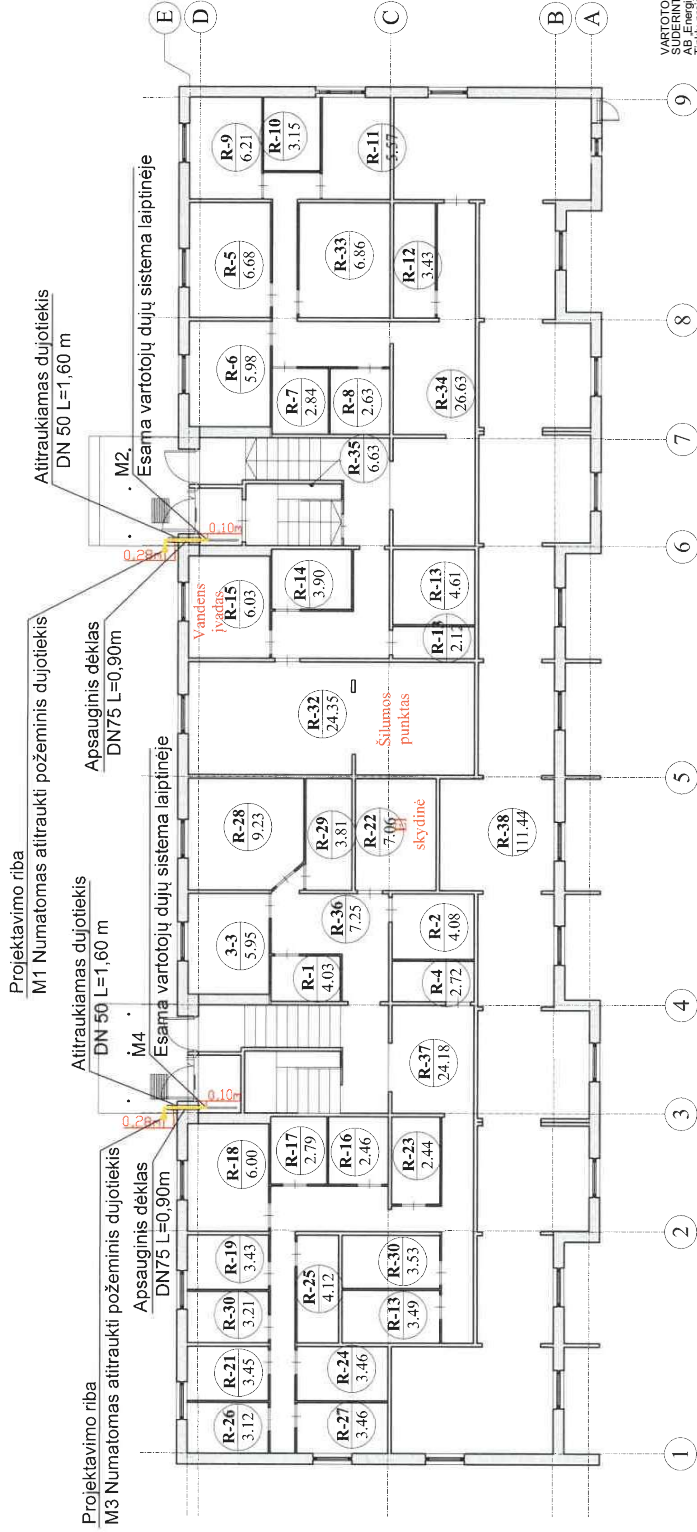 Projektavimo riba
M1 Numatomas atitraukti požeminis dujotiekis
Atitraukiamas dujotiekis
DN 50 L=1,60 m
M2
Esama vartotojų dujų sistema laiptinėje
Apsauginis dėklas
DN75 L=0,90m
0.28m
0.10m
Projektavimo riba
M3 Numatomas atitraukti požeminis dujotiekis
Atitraukiamas dujotiekis
DN 50 L=1,60 m
M4
Esama vartotojų dujų sistema laiptinėje
Apsauginis dėklas
DN75 L=0,90m
0.28m
0.10m
E
D
C
B
A
R-26
3.12
R-21
3.45
R-30
3.21
R-19
3.43
R-18
6.00
3-3
5.95
R-28
9.23
R-32
24.35
Vandens
įvadas
R-15
6.03
R-6
5.98
R-5
6.68
R-9
6.21
R-10
3.15
R-17
2.79
R-16
2.46
R-1
4.03
R-36
7.25
R-29
3.81
R-22
7.06
skydinė
Šilumos
punktas
R-14
3.90
R-35
6.63
R-7
2.84
R-8
2.63
R-33
6.86
R-11
5.57
R-27
3.46
R-24
3.46
R-25
4.12
R-13
3.49
R-30
3.53
R-23
2.44
R-37
24.18
R-4
2.72
R-2
4.08
R-38
111.44
R-13
2.12
R-13
4.61
R-34
26.63
R-12
3.43
1
2
3
4
5
6
7
8
9
VARTOTO
SUDERIN
AB „Energi